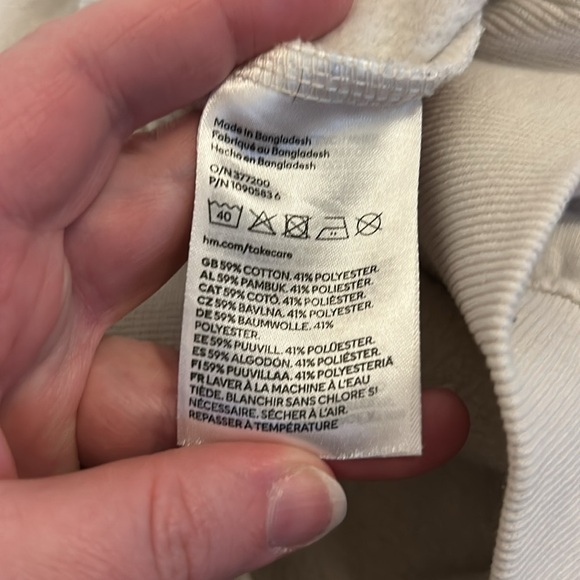 Made in Bangladesh
Fabriqué au Bangladesh
Hecho en Bangladesh
O/N 377200
P/N 1090583 6
40
hm.com/takecare
GB 59% COTTON. 41% POLYESTER.
AL 59% PAMBUK. 41% POLIESTËR.
CAT 59% COTÓ. 41% POLIÈSTER.
CZ 59% BAVLNA. 41% POLYESTER.
DE 59% BAUMWOLLE. 41%
POLYESTER.
EE 59% PUUVILL. 41% POLÜESTER.
ES 59% ALGODÓN. 41% POLIÉSTER.
FI 59% PUUVILLAA. 41% POLYESTERIÄ
FR LAVER À LA MACHINE À L'EAU
TIÈDE. BLANCHIR SANS CHLORE SI
NÉCESSAIRE. SÉCHER À L'AIR.
REPASSER À TEMPÉRATURE